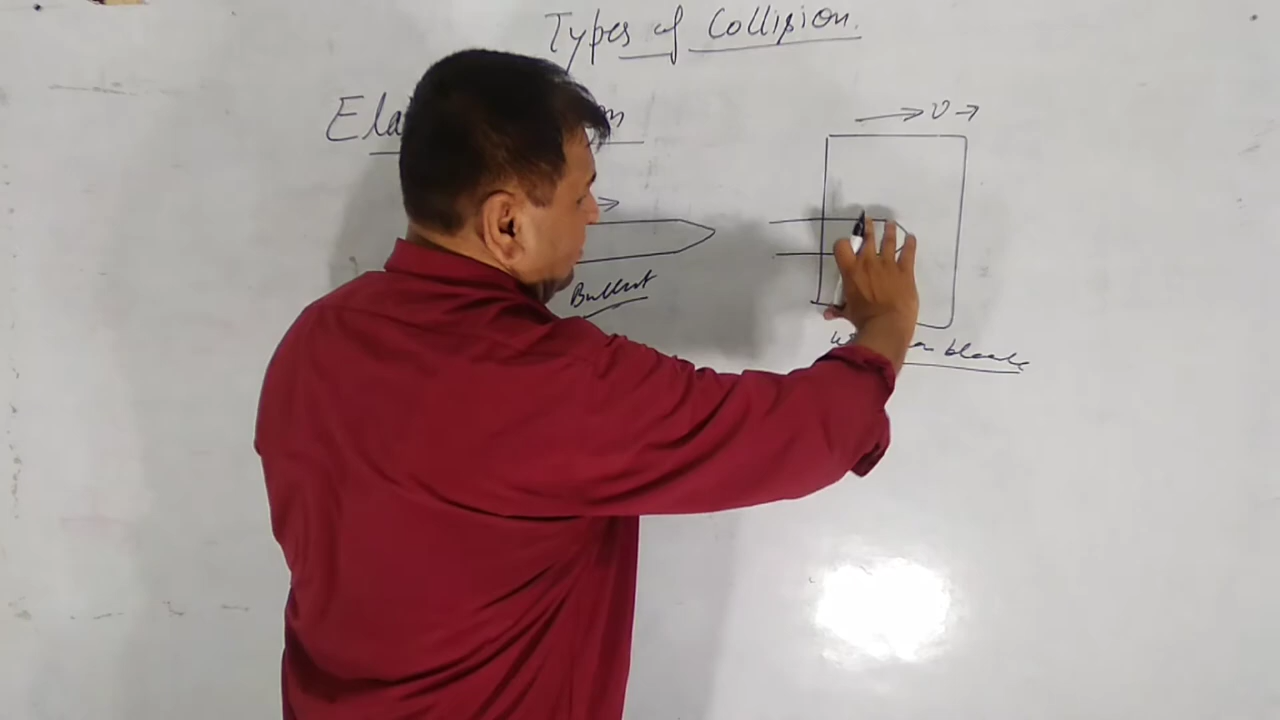 Types of Collision.
Ela
→ v →
Bullet
block